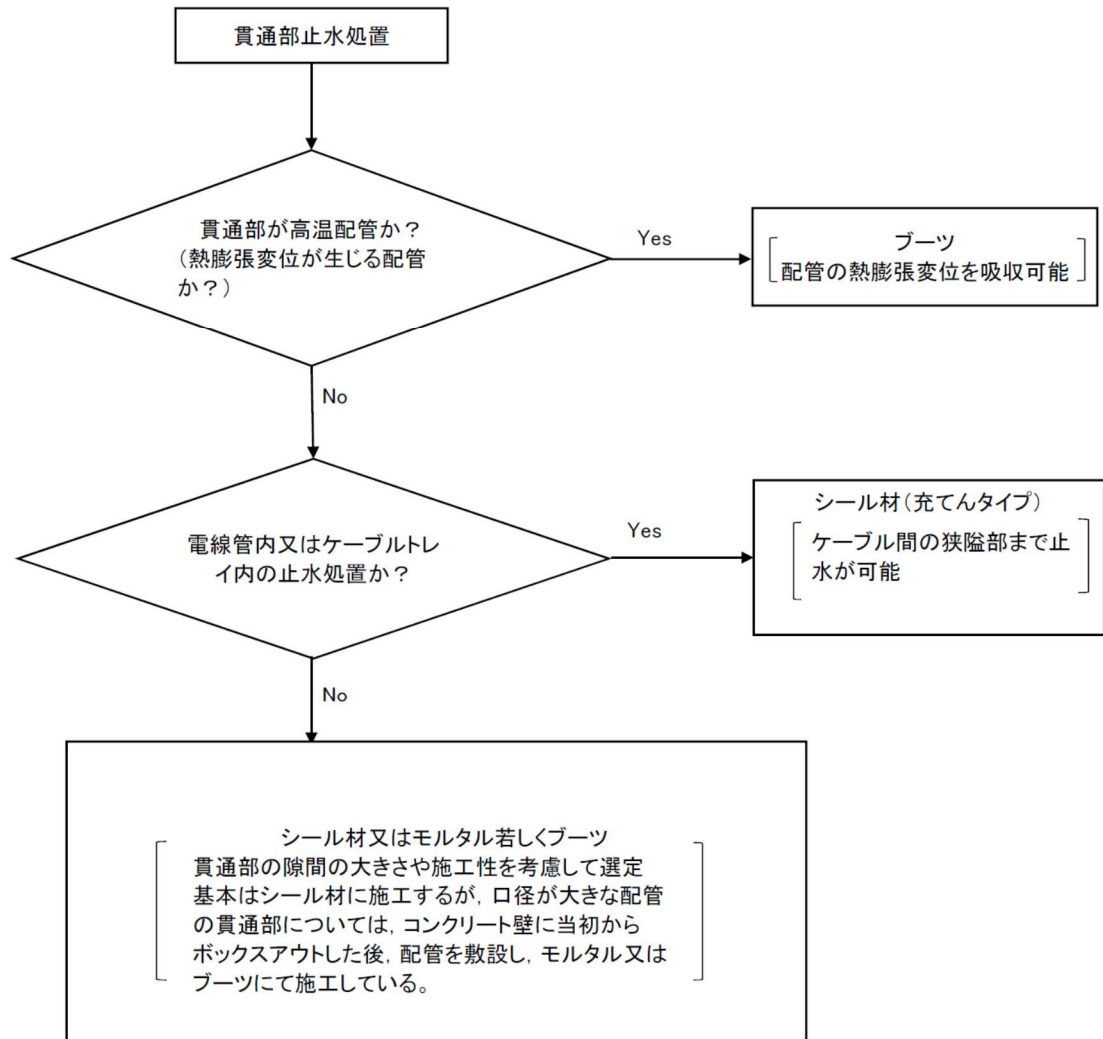 貫通部止水処置
貫通部が高温配管か？
（熱膨張変位が生じる配管
か？）
Yes
ブーツ
配管の熱膨張変位を吸収可能
No
電線管内又はケーブルトレ
イ内の止水処置か？
Yes
シール材（充てんタイプ）
ケーブル間の狭隘部まで止
水が可能
No
シール材又はモルタル若しくブーツ
貫通部の隙間の大きさや施工性を考慮して選定
基本はシール材に施工するが，口径が大きな配管
の貫通部については，コンクリート壁に当初から
ボックスアウトした後，配管を敷設し，モルタル又は
ブーツにて施工している。